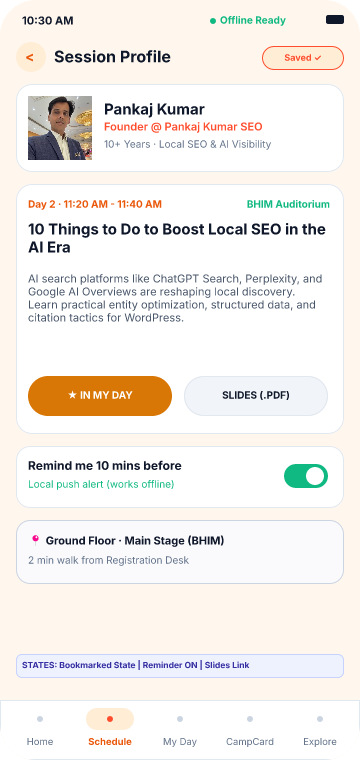 10:30 AM
Offline Ready
<
Session Profile
Saved ✓
Pankaj Kumar
Founder @ Pankaj Kumar SEO
10+ Years · Local SEO & AI Visibility
Day 2 · 11:20 AM - 11:40 AM
BHIM Auditorium
10 Things to Do to Boost Local SEO in the
AI Era
AI search platforms like ChatGPT Search, Perplexity, and
Google AI Overviews are reshaping local discovery.
Learn practical entity optimization, structured data, and
citation tactics for WordPress.
★ IN MY DAY
SLIDES (.PDF)
Remind me 10 mins before
Local push alert (works offline)
📍 Ground Floor · Main Stage (BHIM)
2 min walk from Registration Desk
STATES: Bookmarked State | Reminder ON | Slides Link
Home
Schedule
My Day
CampCard
Explore